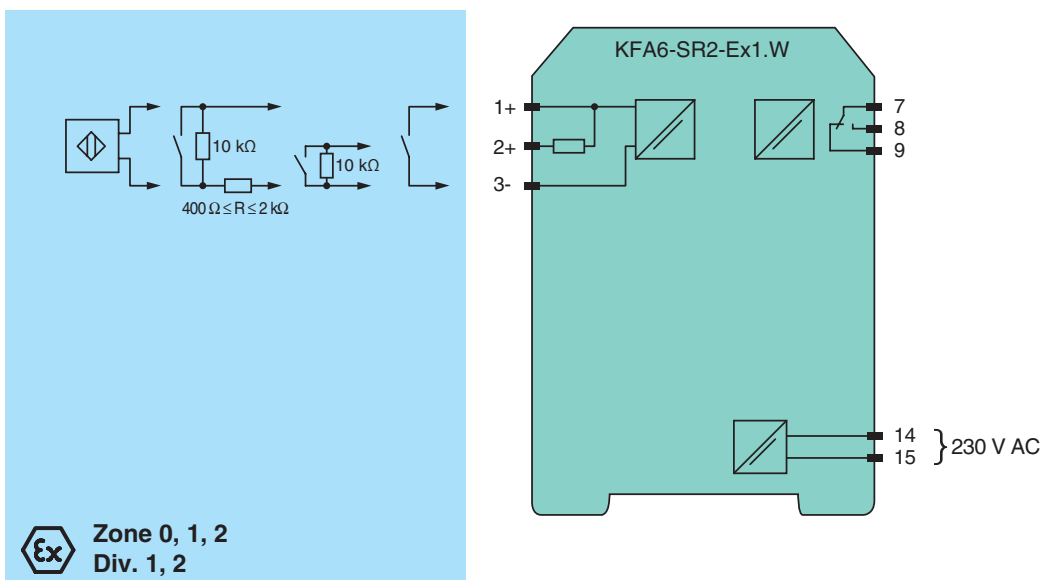 KFA6-SR2-Ex1.W
10 kΩ
400 Ω ≤ R ≤ 2 kΩ
10 kΩ
1+
2+
3-
7
8
9
14
15
230 V AC
Ex
Zone 0, 1, 2
Div. 1, 2